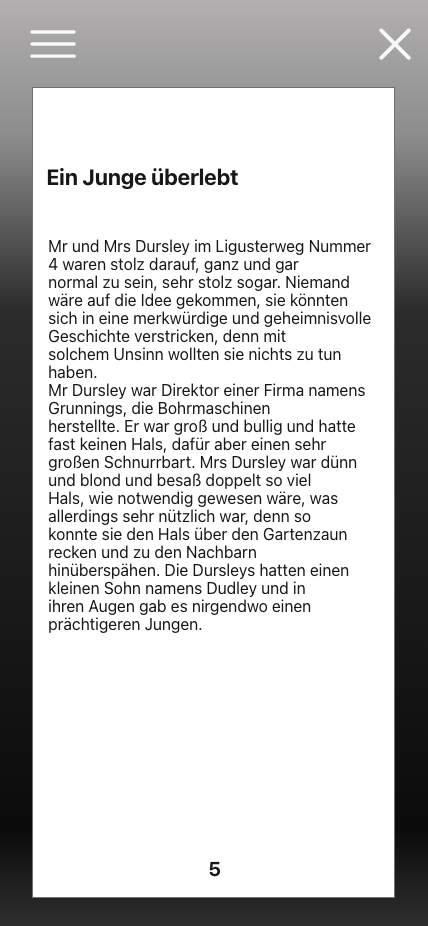 Ein Junge überlebt
Mr und Mrs Dursley im Ligusterweg Nummer
4 waren stolz darauf, ganz und gar
normal zu sein, sehr stolz sogar. Niemand
wäre auf die Idee gekommen, sie könnten
sich in eine merkwürdige und geheimnisvolle
Geschichte verstricken, denn mit
solchem Unsinn wollten sie nichts zu tun
haben.
Mr Dursley war Direktor einer Firma namens
Grunnings, die Bohrmaschinen
herstellte. Er war groß und bullig und hatte
fast keinen Hals, dafür aber einen sehr
großen Schnurrbart. Mrs Dursley war dünn
und blond und besaß doppelt so viel
Hals, wie notwendig gewesen wäre, was
allerdings sehr nützlich war, denn so
konnte sie den Hals über den Gartenzaun
recken und zu den Nachbarn
hinüberspähen. Die Dursleys hatten einen
kleinen Sohn namens Dudley und in
ihren Augen gab es nirgendwo einen
prächtigeren Jungen.
5